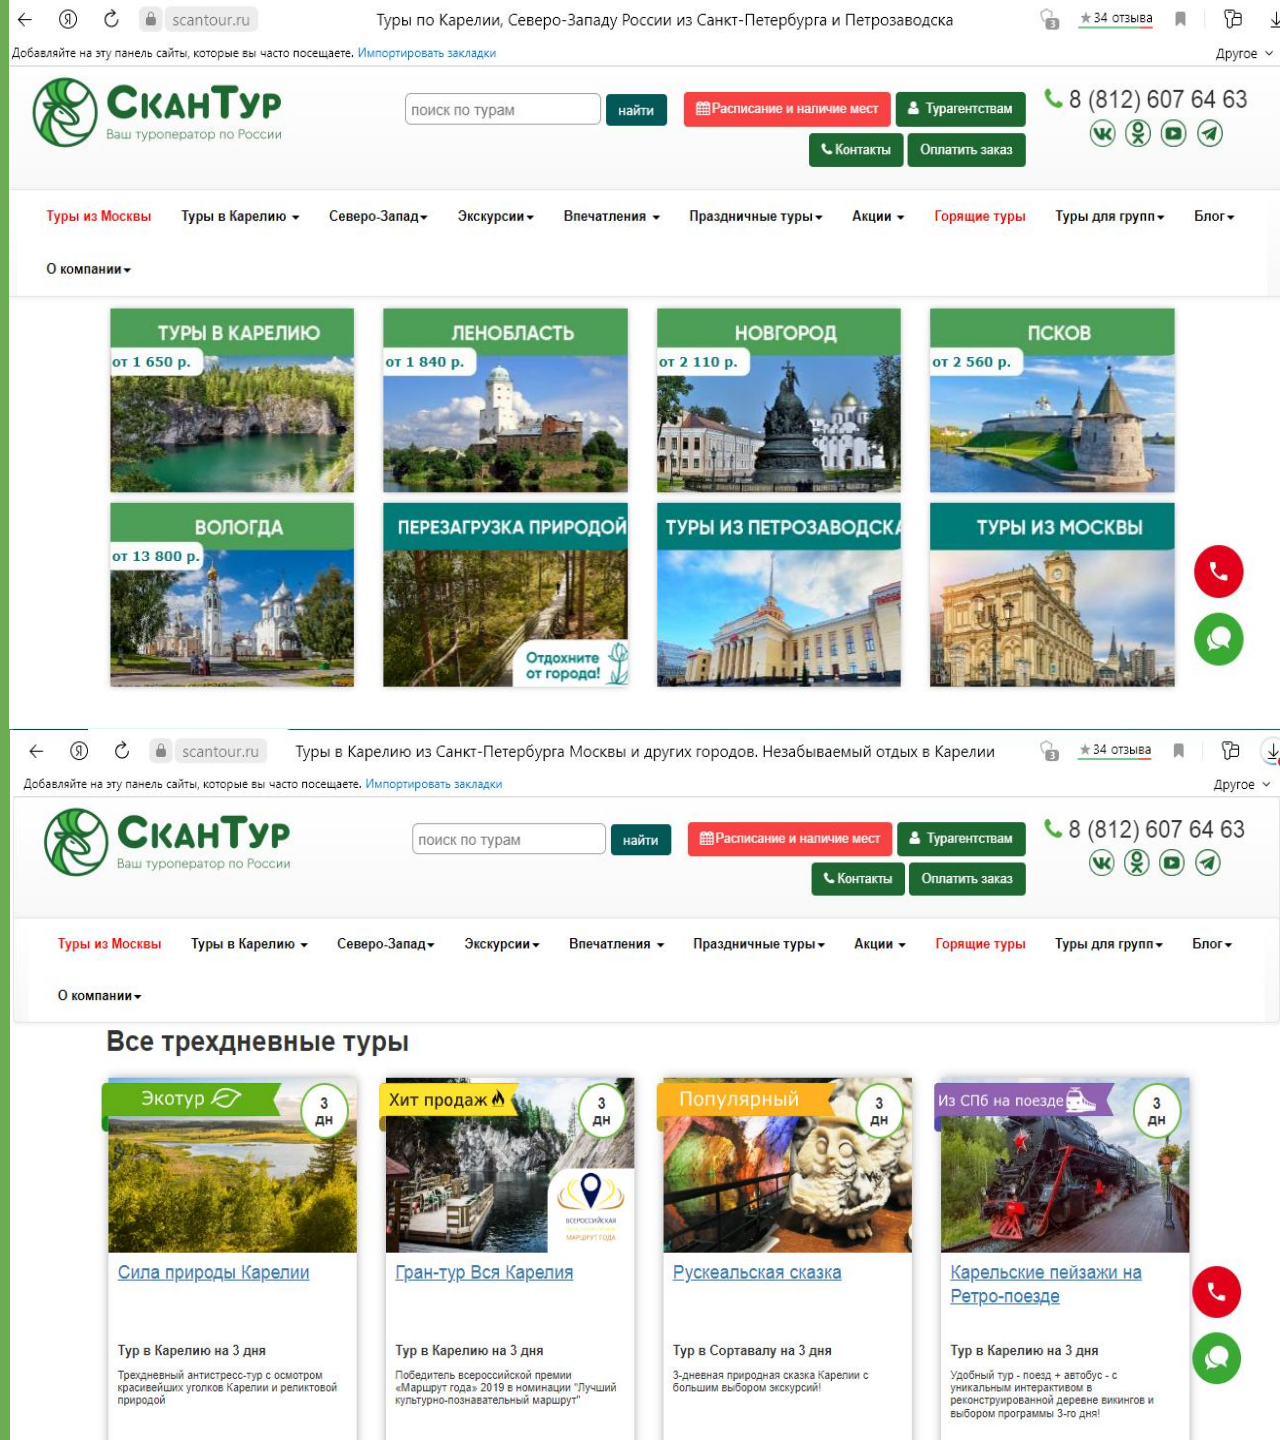 scantour.ru
Туры по Карелии, Северо-Западу России из Санкт-Петербурга и Петрозаводска
3
★ 34 отзыва
Добавляйте на эту панель сайты, которые вы часто посещаете. Импортировать закладки
Другое
СканТур
Ваш туроператор по России
поиск по турам
найти
Расписание и наличие мест
Турагентствам
8 (812) 607 64 63
Контакты
Оплатить заказ
Туры из Москвы
Туры в Карелию
Северо-Запад
Экскурсии
Впечатления
Праздничные туры
Акции
Горящие туры
Туры для групп
Блог
О компании
ТУРЫ В КАРЕЛИЮ
от 1 650 р.
ЛЕНОБЛАСТЬ
от 1 840 р.
НОВГОРОД
от 2 110 р.
ПСКОВ
от 2 560 р.
ВОЛОГДА
от 13 800 р.
ПЕРЕЗАГРУЗКА ПРИРОДОЙ
Отдохните
от города!
ТУРЫ ИЗ ПЕТРОЗАВОДСКА
ТУРЫ ИЗ МОСКВЫ
scantour.ru
Туры в Карелию из Санкт-Петербурга Москвы и других городов. Незабываемый отдых в Карелии
3
★ 34 отзыва
Добавляйте на эту панель сайты, которые вы часто посещаете. Импортировать закладки
Другое
СканТур
Ваш туроператор по России
поиск по турам
найти
Расписание и наличие мест
Турагентствам
8 (812) 607 64 63
Контакты
Оплатить заказ
Туры из Москвы
Туры в Карелию
Северо-Запад
Экскурсии
Впечатления
Праздничные туры
Акции
Горящие туры
Туры для групп
Блог
О компании
Все трехдневные туры
Экотур
3
ДН
Сила природы Карелии
Тур в Карелию на 3 дня
Трехдневный антистресс-тур с осмотром
красивейших уголков Карелии и реликтовой
природой
Хит продаж
3
ДН
ВСЕРОССИЙСКАЯ
МАРШРУТ ГОДА
Гран-тур Вся Карелия
Тур в Карелию на 3 дня
Победитель всероссийской премии
«Маршрут года» 2019 в номинации "Лучший
культурно-познавательный маршрут"
Популярный
3
ДН
Рускеальская сказка
Тур в Сортавалу на 3 дня
3-дневная природная сказка Карелии с
большим выбором экскурсий!
Из СПб на поезде
3
ДН
Карельские пейзажи на
Ретро-поезде
Тур в Карелию на 3 дня
Удобный тур - поезд + автобус - с
уникальным интерактивом в
реконструированной деревне викингов и
выбором программы 3-го дня!